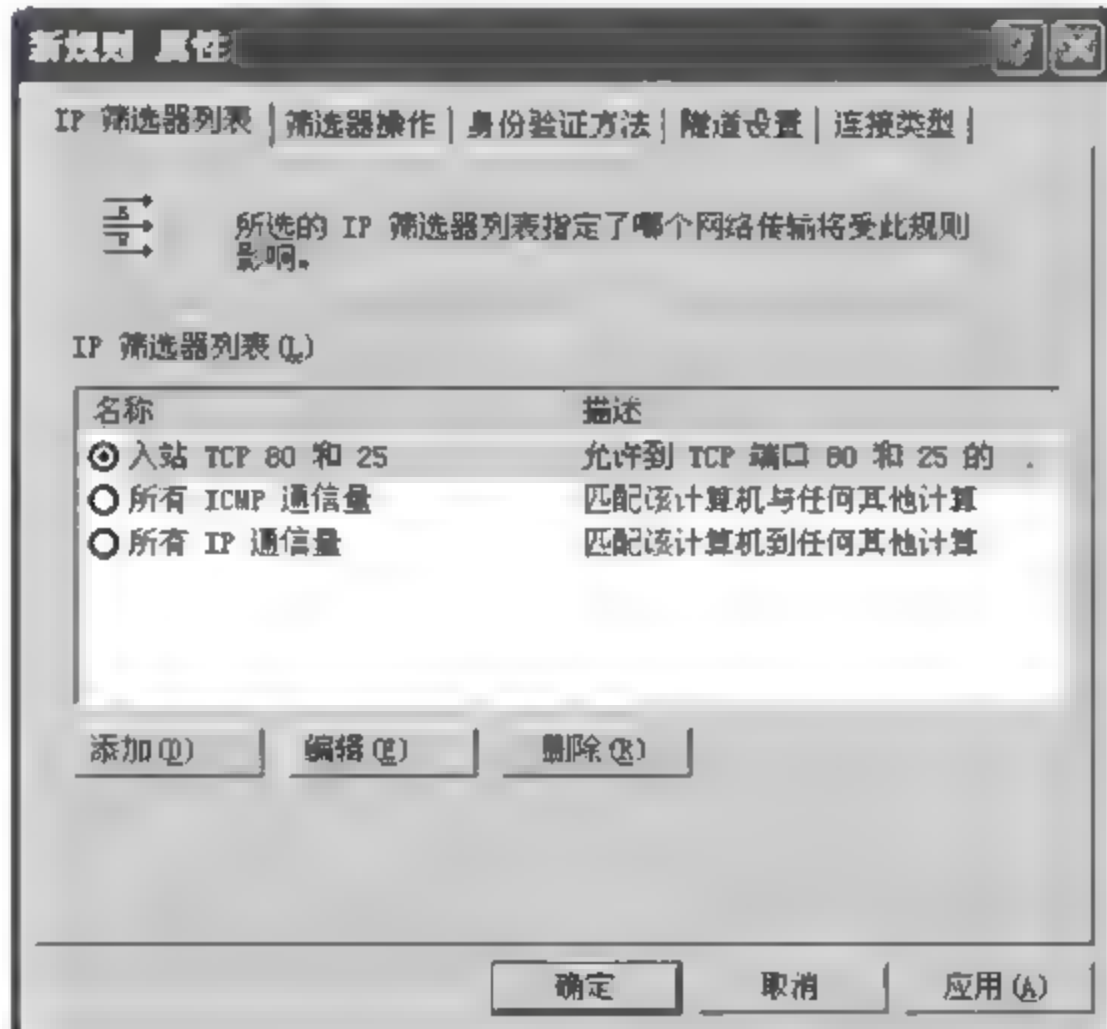 新规则 属性
IP 筛选器列表 筛选器操作 身份验证方法 隧道设置 连接类型
所选的 IP 筛选器列表指定了哪个网络传输将受此规则
影响。
IP 筛选器列表(L)
名称 描述
入站 TCP 80 和 25 允许到 TCP 端口 80 和 25 的 .
所有 ICMP 通信量 匹配该计算机与任何其他计算
所有 IP 通信量 匹配该计算机到任何其他计算
添加(D) 编辑(E) 删除(R)
确定 取消 应用(A)